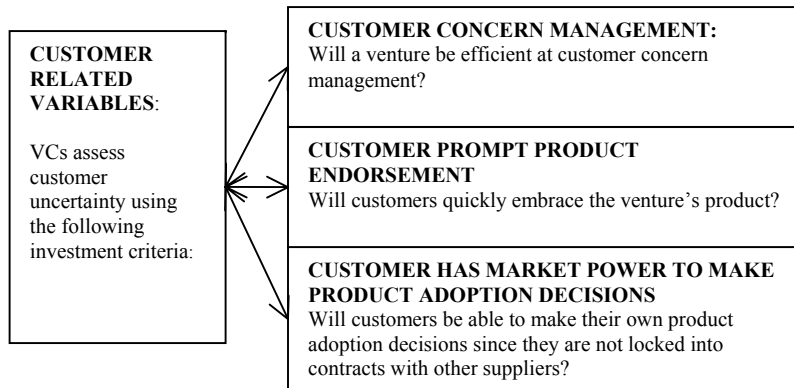 CUSTOMER
RELATED
VARIABLES:
VCs assess
customer
uncertainty using
the following
investment criteria:
CUSTOMER CONCERN MANAGEMENT:
Will a venture be efficient at customer concern
management?
CUSTOMER PROMPT PRODUCT
ENDORSEMENT
Will customers quickly embrace the venture’s product?
CUSTOMER HAS MARKET POWER TO MAKE
PRODUCT ADOPTION DECISIONS
Will customers be able to make their own product
adoption decisions since they are not locked into
contracts with other suppliers?